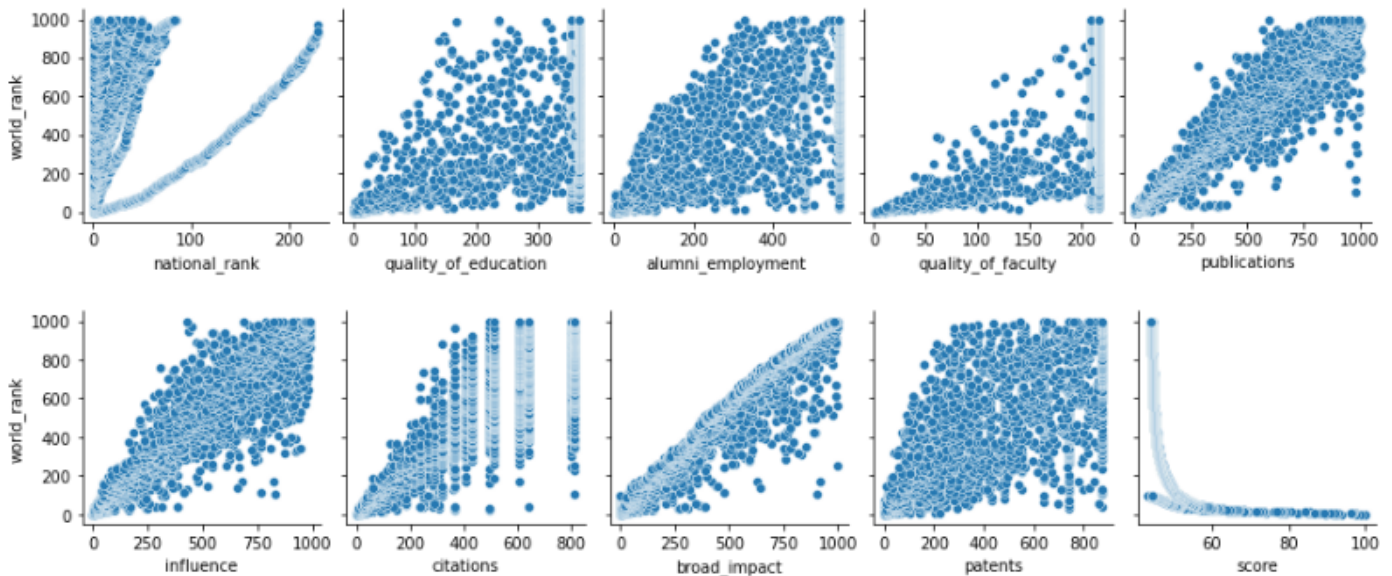 1000
800
600
400
200
0
world_rank
0 100 200
national_rank
0 100 200 300
quality_of_education
0 200 400
alumni_employment
0 50 100 150 200
quality_of_faculty
0 250 500 750 1000
publications
1000
800
600
400
200
0
world_rank
0 250 500 750 1000
influence
0 200 400 600 800
citations
0 250 500 750 1000
broad_impact
0 200 400 600 800
patents
60 80 100
score